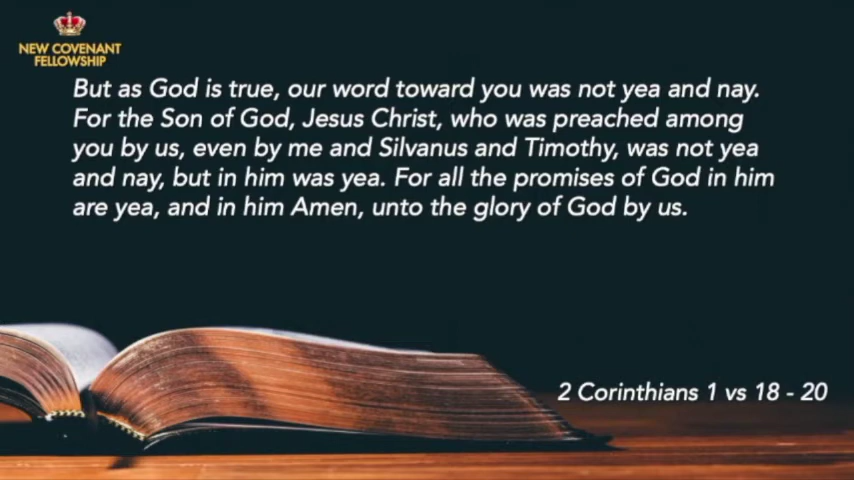 NEW COVENANT
FELLOWSHIP
But as God is true, our word toward you was not yea and nay.
For the Son of God, Jesus Christ, who was preached among
you by us, even by me and Silvanus and Timothy, was not yea
and nay, but in him was yea. For all the promises of God in him
are yea, and in him Amen, unto the glory of God by us.
2 Corinthians 1 vs 18 - 20